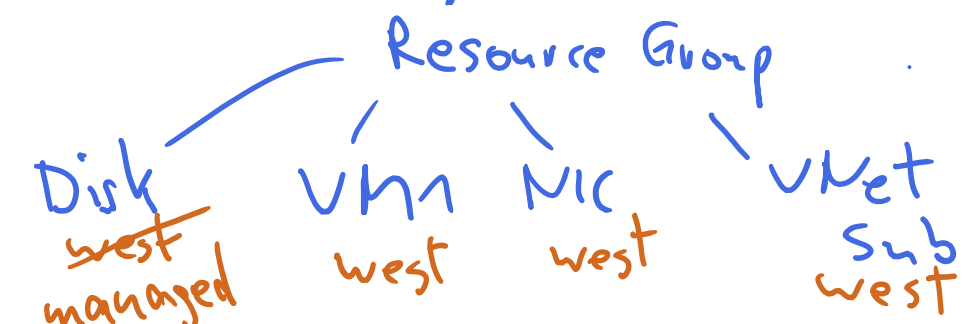 Resource Group
Disk VM NIC VNet
Sub
west west west west
managed